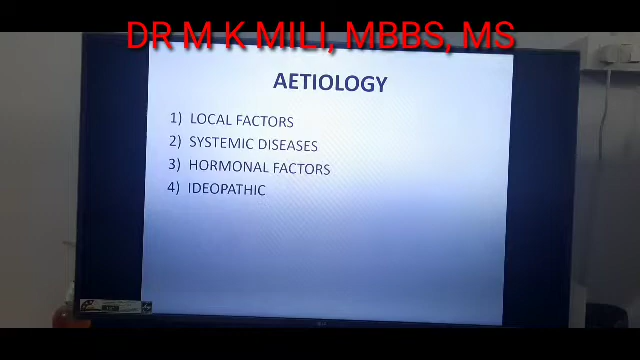 DR M K MILI, MBBS, MS
AETIOLOGY
1) LOCAL FACTORS
2) SYSTEMIC DISEASES
3) HORMONAL FACTORS
4) IDEOPATHIC